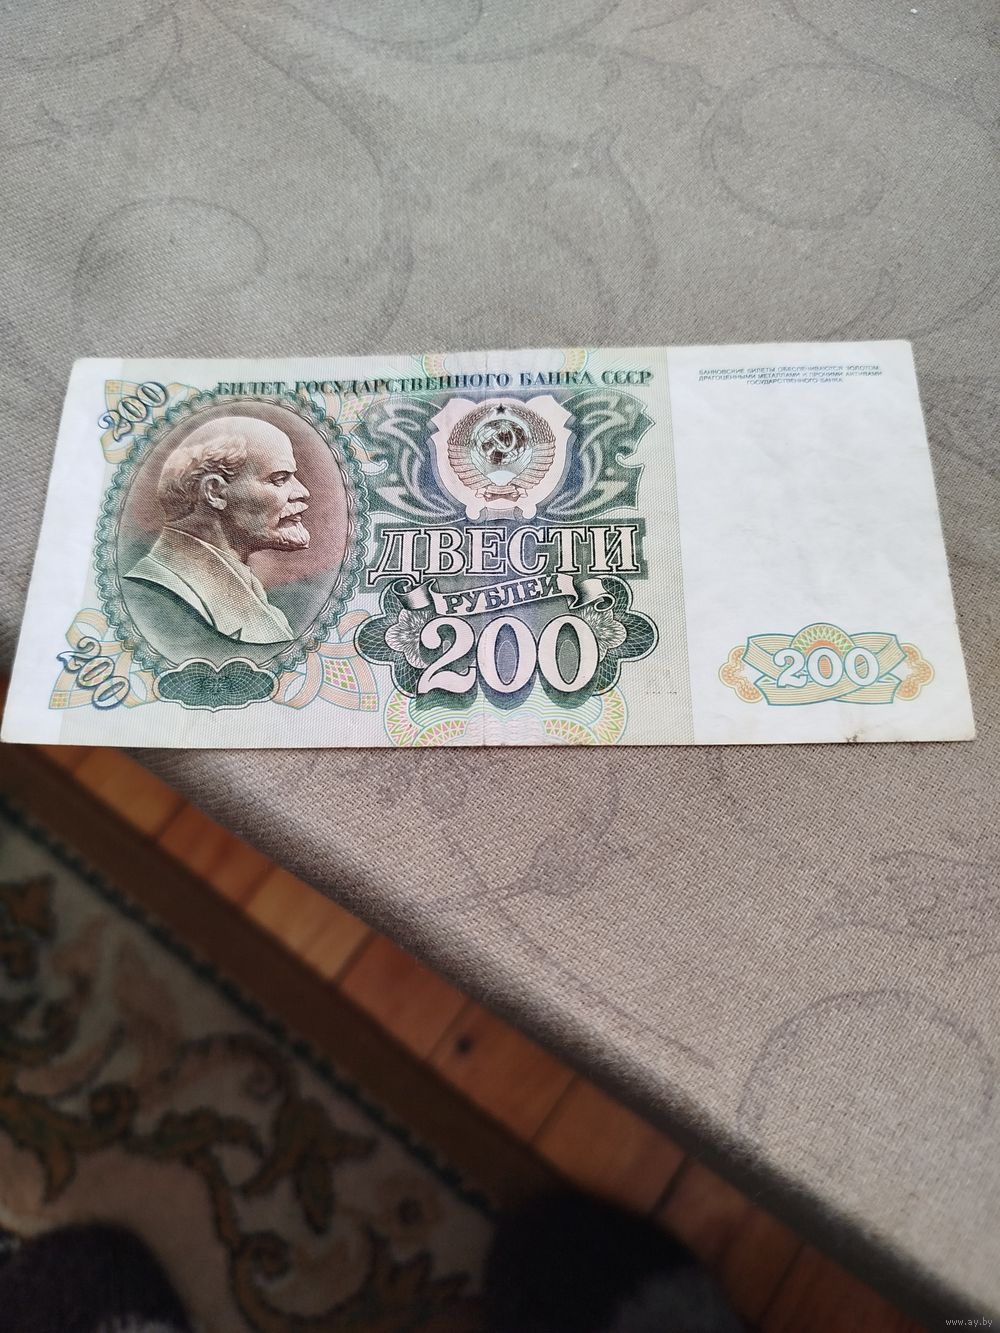 БИЛЕТ ГОСУДАРСТВЕННОГО БАНКА СССР
БАНКОВСКИЕ БИЛЕТЫ ОБЕСПЕЧИВАЮТСЯ ЗОЛОТОМ,
ДРАГОЦЕННЫМИ МЕТАЛЛАМИ И ПРОЧИМИ АКТИВАМИ
ГОСУДАРСТВЕННОГО БАНКА
200
ДВЕСТИ
РУБЛЕЙ
200
200
200
www.ay.by